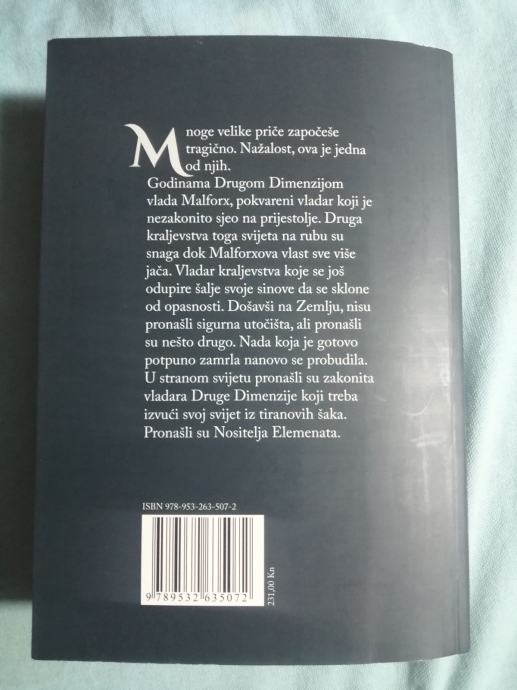 Mnoge velike priče započeše
tragično. Nažalost, ova je jedna
od njih.
Godinama Drugom Dimenzijom
vlada Malforx, pokvareni vladar koji je
nezakonito sjeo na prijestolje. Druga
kraljevstva toga svijeta na rubu su
snaga dok Malforxova vlast sve više
jača. Vladar kraljevstva koje se još
odupire šalje svoje sinove da se sklone
od opasnosti. Došavši na Zemlju, nisu
pronašli sigurna utočišta, ali pronašli
su nešto drugo. Nada koja je gotovo
potpuno zamrla nanovo se probudila.
U stranom svijetu pronašli su zakonita
vladara Druge Dimenzije koji treba
izvući svoj svijet iz tiranovih šaka.
Pronašli su Nositelja Elemenata.
ISBN 978-953-263-507-2
9 789532 635072
231,00 Kn